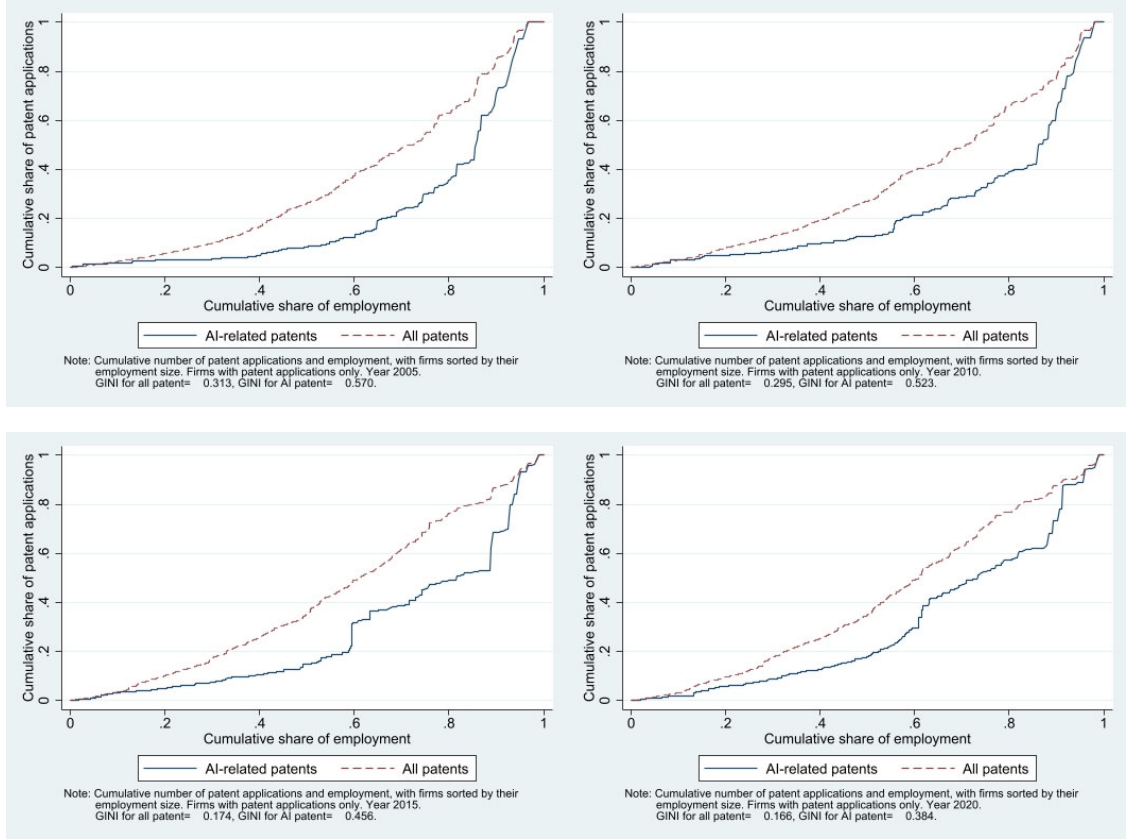 Cumulative share of patent applications
0 .2 .4 .6 .8 1
0 .2 .4 .6 .8 1
Cumulative share of employment
AI-related patents All patents
Note: Cumulative number of patent applications and employment, with firms sorted by their
employment size. Firms with patent applications only. Year 2005.
GINI for all patent= 0.313, GINI for AI patent= 0.570.
Cumulative share of patent applications
0 .2 .4 .6 .8 1
0 .2 .4 .6 .8 1
Cumulative share of employment
AI-related patents All patents
Note: Cumulative number of patent applications and employment, with firms sorted by their
employment size. Firms with patent applications only. Year 2010.
GINI for all patent= 0.295, GINI for AI patent= 0.523.
Cumulative share of patent applications
0 .2 .4 .6 .8 1
0 .2 .4 .6 .8 1
Cumulative share of employment
AI-related patents All patents
Note: Cumulative number of patent applications and employment, with firms sorted by their
employment size. Firms with patent applications only. Year 2015.
GINI for all patent= 0.174, GINI for AI patent= 0.456.
Cumulative share of patent applications
0 .2 .4 .6 .8 1
0 .2 .4 .6 .8 1
Cumulative share of employment
AI-related patents All patents
Note: Cumulative number of patent applications and employment, with firms sorted by their
employment size. Firms with patent applications only. Year 2020.
GINI for all patent= 0.166, GINI for AI patent= 0.384.